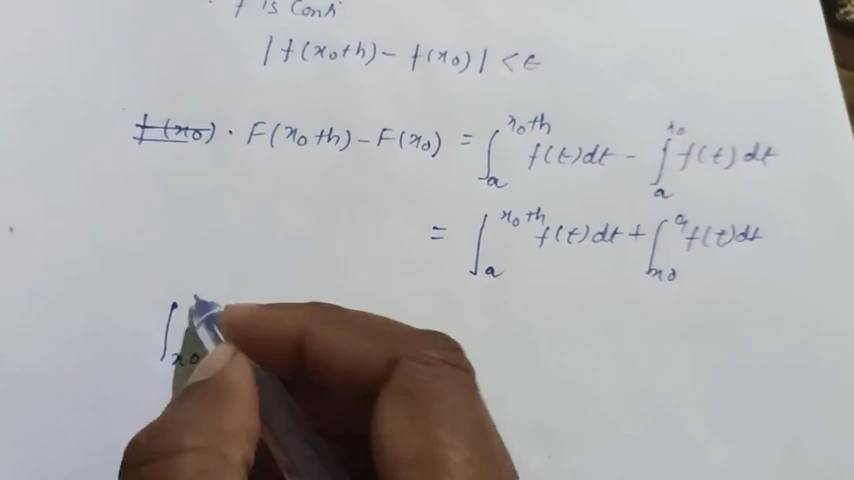 f is Conti
|f(x₀+h) - f(x₀)| < ϵ
f(x₀) . F(x₀+h) - F(x₀) = ∫ₐ^{x₀+h} f(t)dt - ∫ₐ^{x₀} f(t)dt
= ∫ₐ^{x₀+h} f(t)dt + ∫_{x₀}^{a} f(t)dt
∫_{x₀}